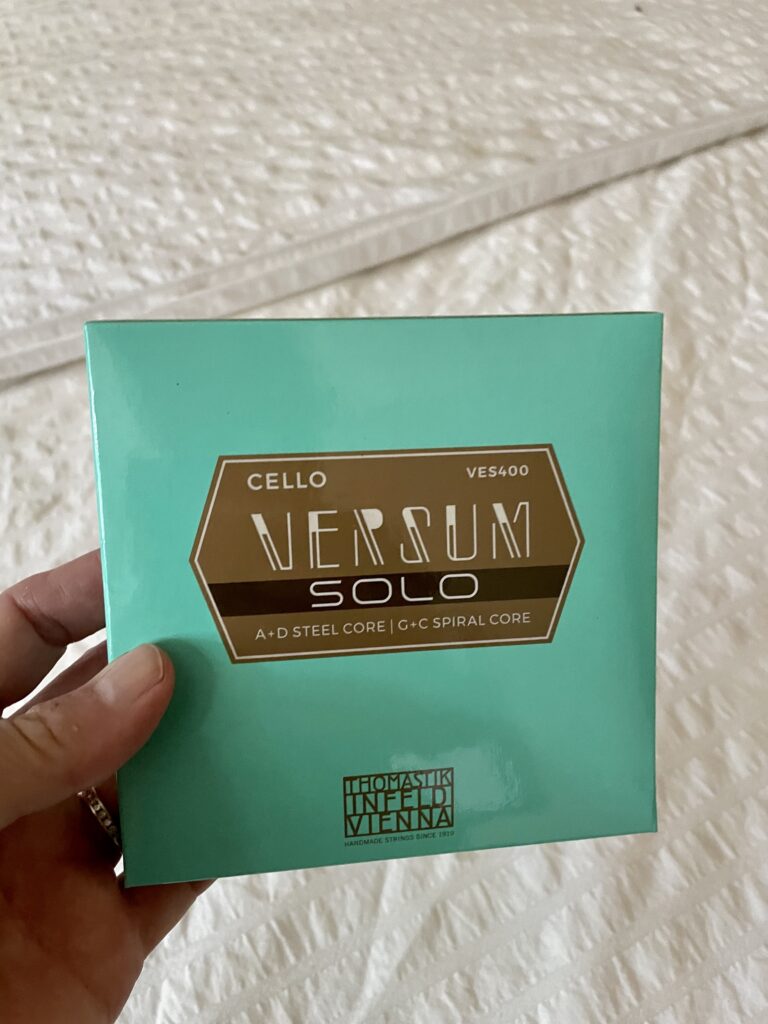 CELLO VES400
VERSUM
SOLO
A+D STEEL CORE | G+C SPIRAL CORE
THOMASTIK
INFELD
VIENNA
HANDMADE STRINGS SINCE 1919